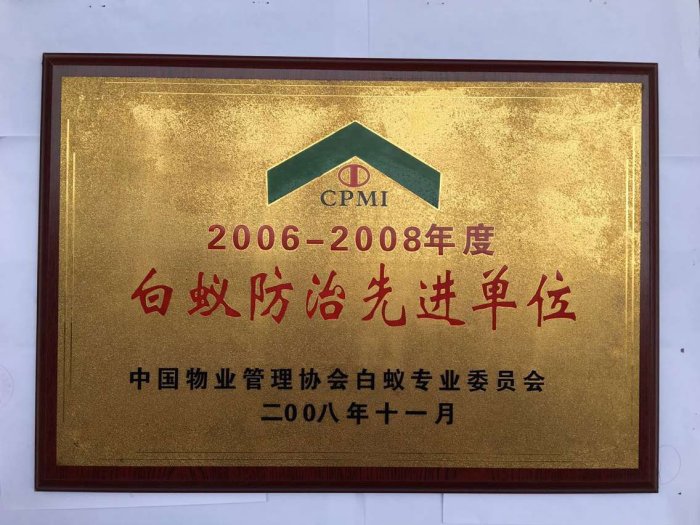 CPMI
2006-2008年度
白蚁防治先进单位
中国物业管理协会白蚁专业委员会
二00八年十一月